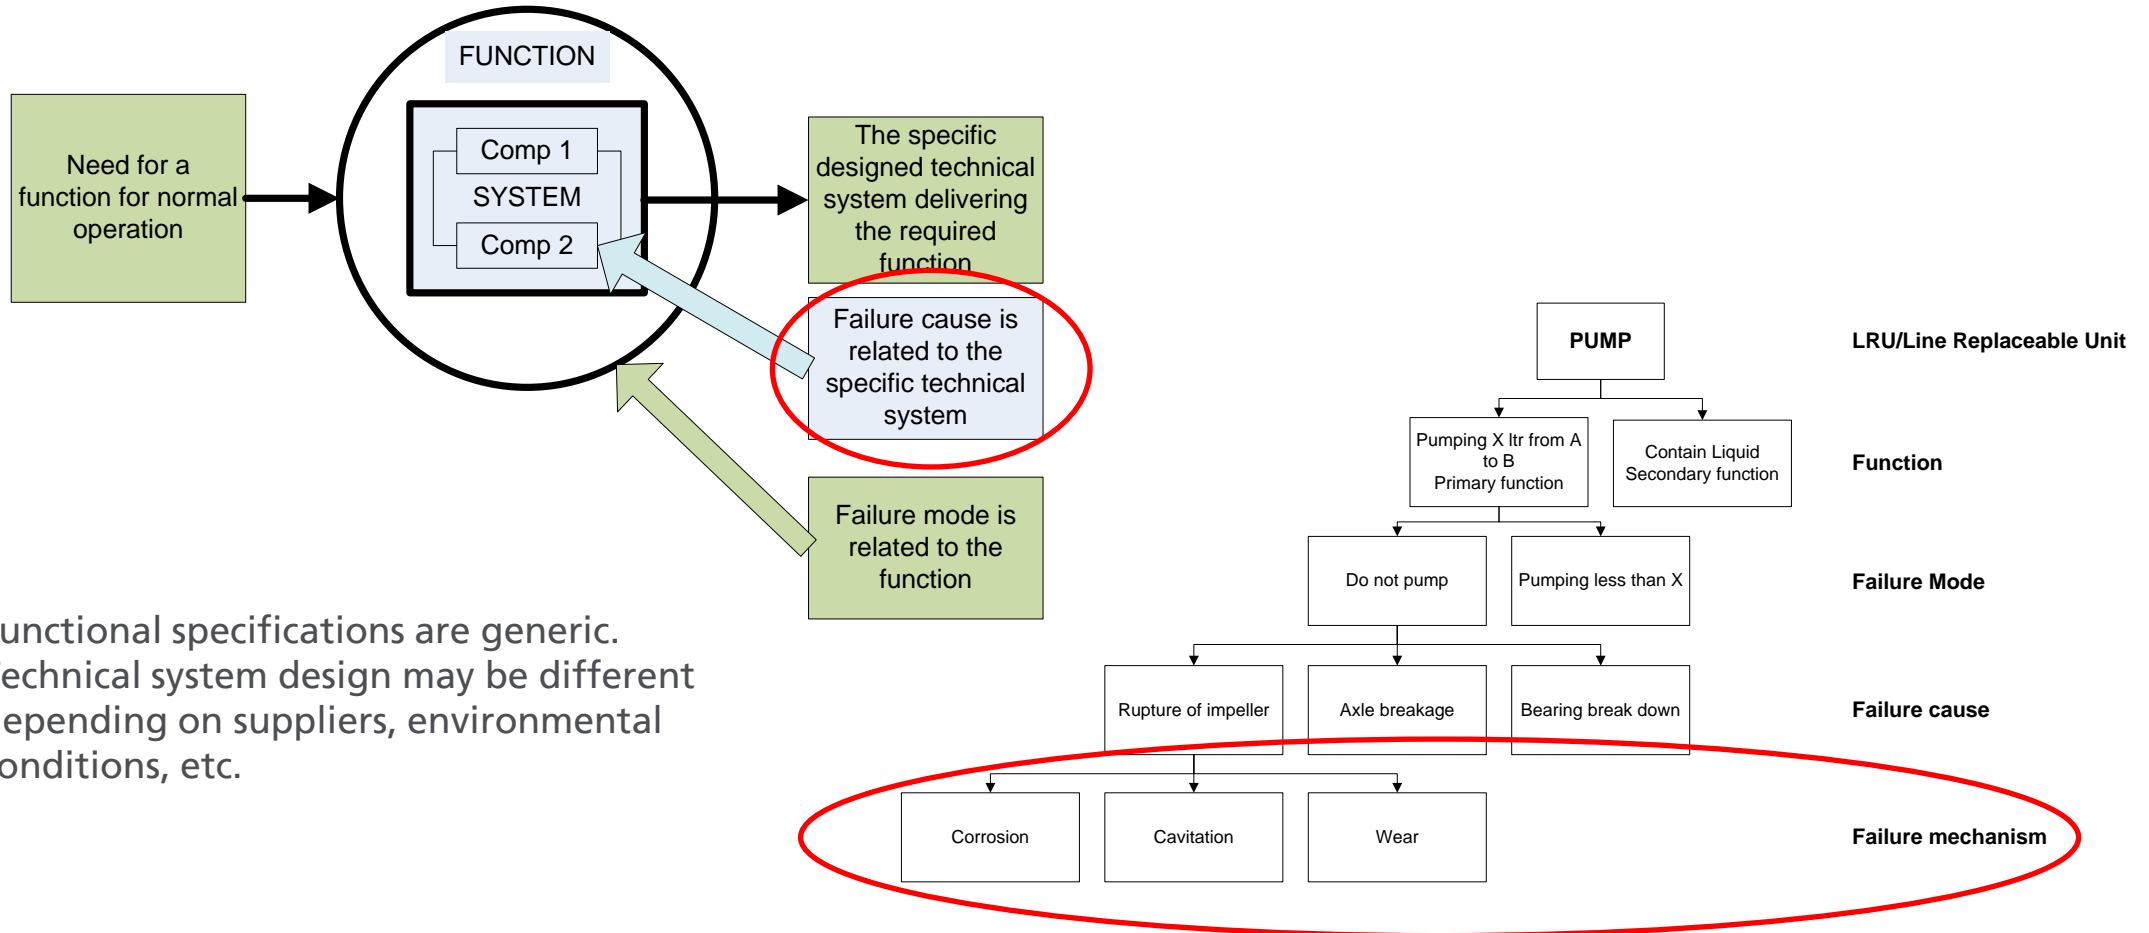 FUNCTION
Need for a
function for normal
operation
Comp 1
SYSTEM
Comp 2
The specific
designed technical
system delivering
the required
function
Failure cause is
related to the
specific technical
system
Failure mode is
related to the
function
unctional specifications are generic.
echnical system design may be different
epending on suppliers, environmental
onditions, etc.
PUMP
LRU/Line Replaceable Unit
Pumping X ltr from A
to B
Primary function
Contain Liquid
Secondary function
Function
Do not pump
Pumping less than X
Failure Mode
Rupture of impeller
Axle breakage
Bearing break down
Failure cause
Corrosion
Cavitation
Wear
Failure mechanism